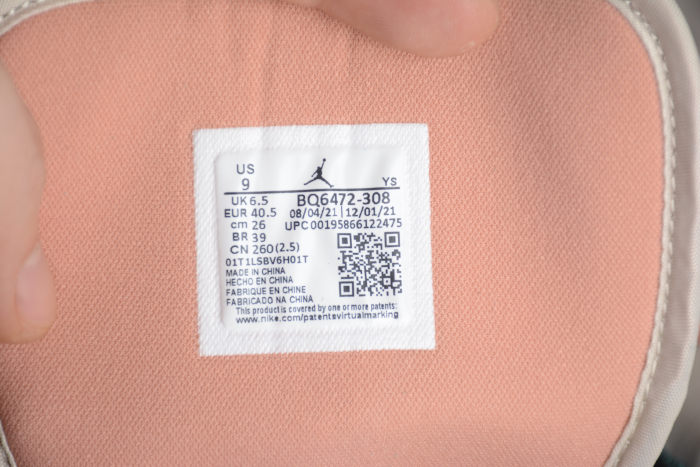 US
9
YS
UK 6.5
BQ6472-308
EUR 40.5
08/04/21 12/01/21
cm 26
UPC 00195866122475
BR 39
CN 260 (2.5)
01T1LSBV6H01T
MADE IN CHINA
HECHO EN CHINA
FABRIQUE EN CHINE
FABRICADO NA CHINA
This product is covered by one or more patents:
www.nike.com/patentsvirtualmarking